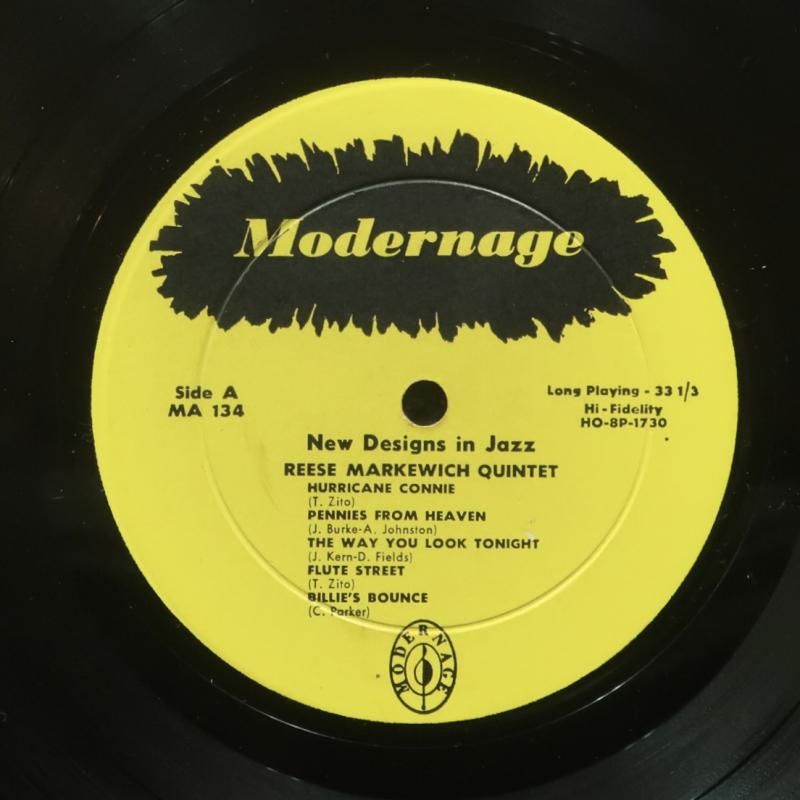 Modernage
Side A
MA 134
Long Playing - 33 1/3
Hi - Fidelity
HO-8P-1730
New Designs in Jazz
REESE MARKEWICH QUINTET
HURRICANE CONNIE
(T. Zito)
PENNIES FROM HEAVEN
(J. Burke-A. Johnston)
THE WAY YOU LOOK TONIGHT
(J. Kern-D. Fields)
FLUTE STREET
(T. Zito)
BILLIE'S BOUNCE
(C. Parker)
MODERNAGE